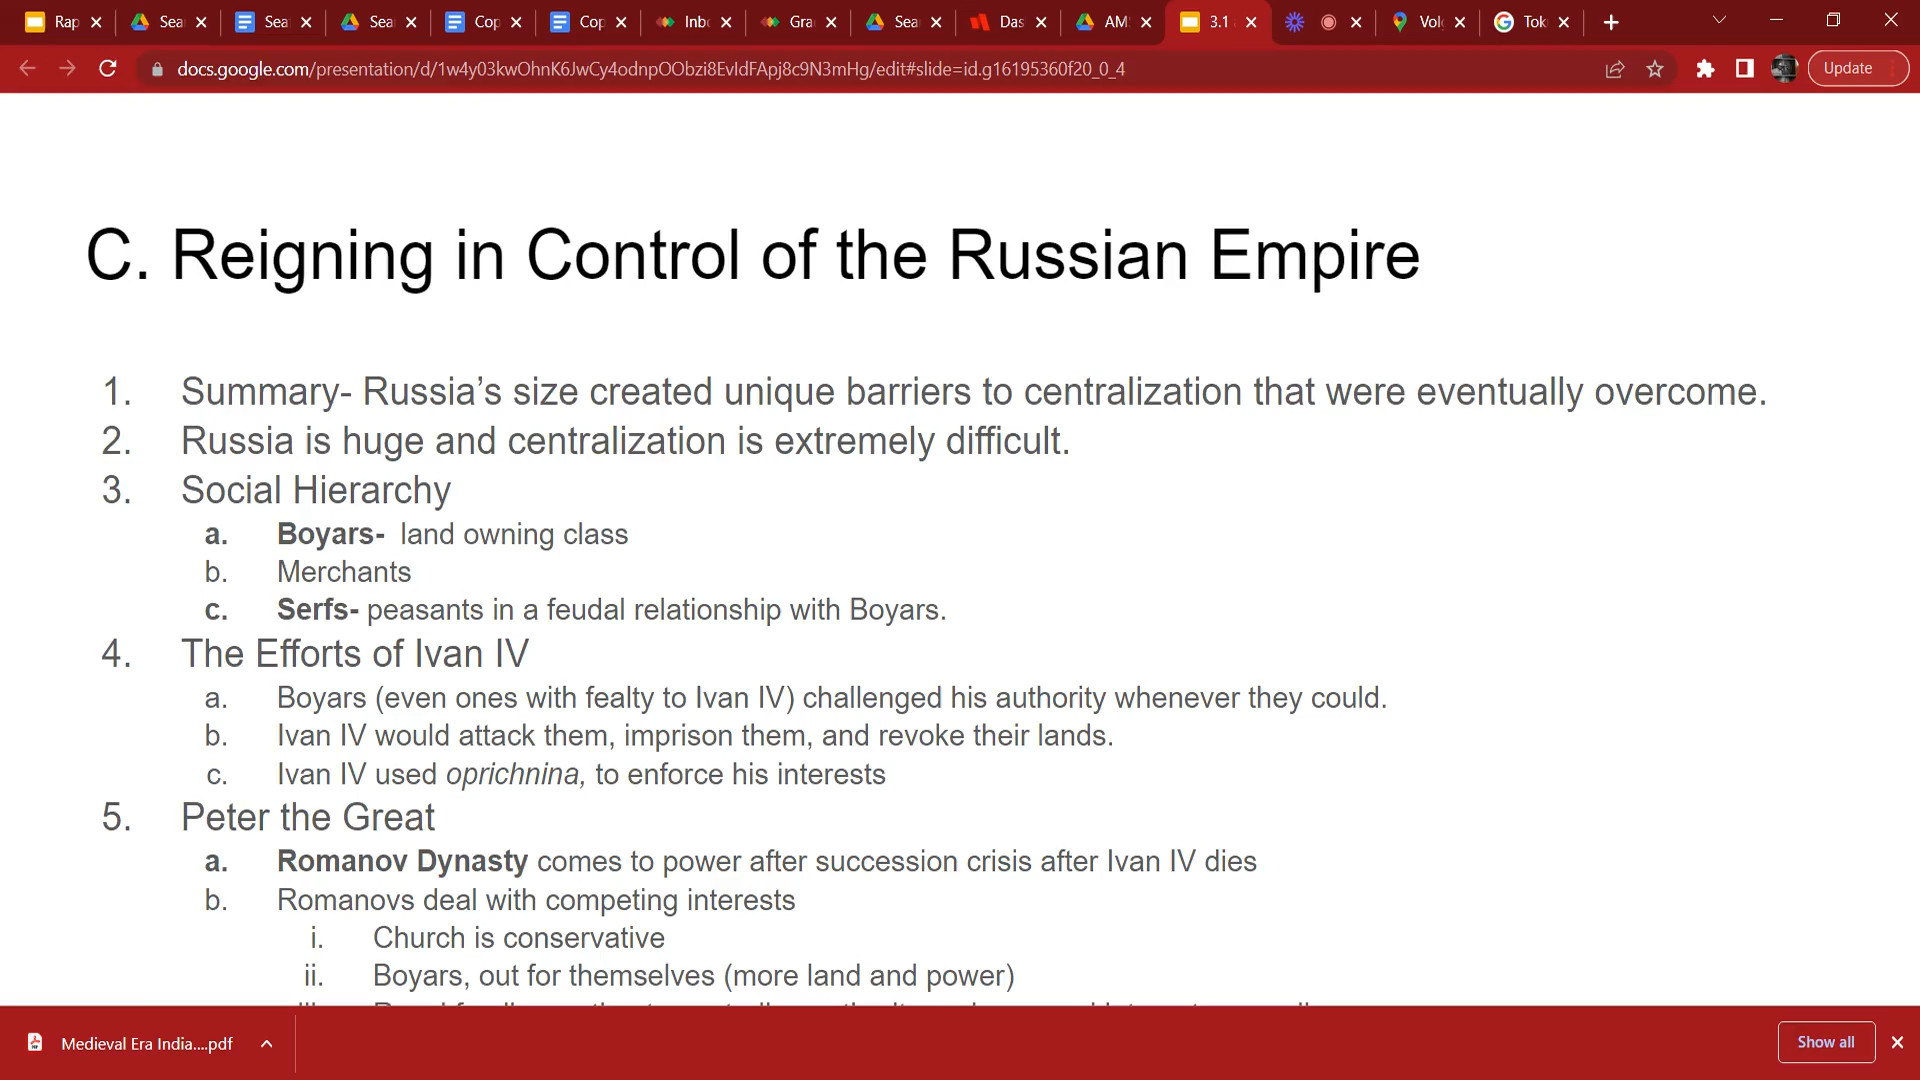 Rap
Sea
Sea
Sea
Cop
Cop
Inbo
Gra
Sea
Das
AM
3.1
Vol
Tok
docs.google.com/presentation/d/1w4y03kwOhnK6JwCy4odnpOObzi8EvIdFApj8c9N3mHg/edit#slide=id.g16195360f20_0_4
Update
C. Reigning in Control of the Russian Empire
1. Summary- Russia’s size created unique barriers to centralization that were eventually overcome.
2. Russia is huge and centralization is extremely difficult.
3. Social Hierarchy
a. Boyars- land owning class
b. Merchants
c. Serfs- peasants in a feudal relationship with Boyars.
4. The Efforts of Ivan IV
a. Boyars (even ones with fealty to Ivan IV) challenged his authority whenever they could.
b. Ivan IV would attack them, imprison them, and revoke their lands.
c. Ivan IV used oprichnina, to enforce his interests
5. Peter the Great
a. Romanov Dynasty comes to power after succession crisis after Ivan IV dies
b. Romanovs deal with competing interests
i. Church is conservative
ii. Boyars, out for themselves (more land and power)
Medieval Era India....pdf
Show all